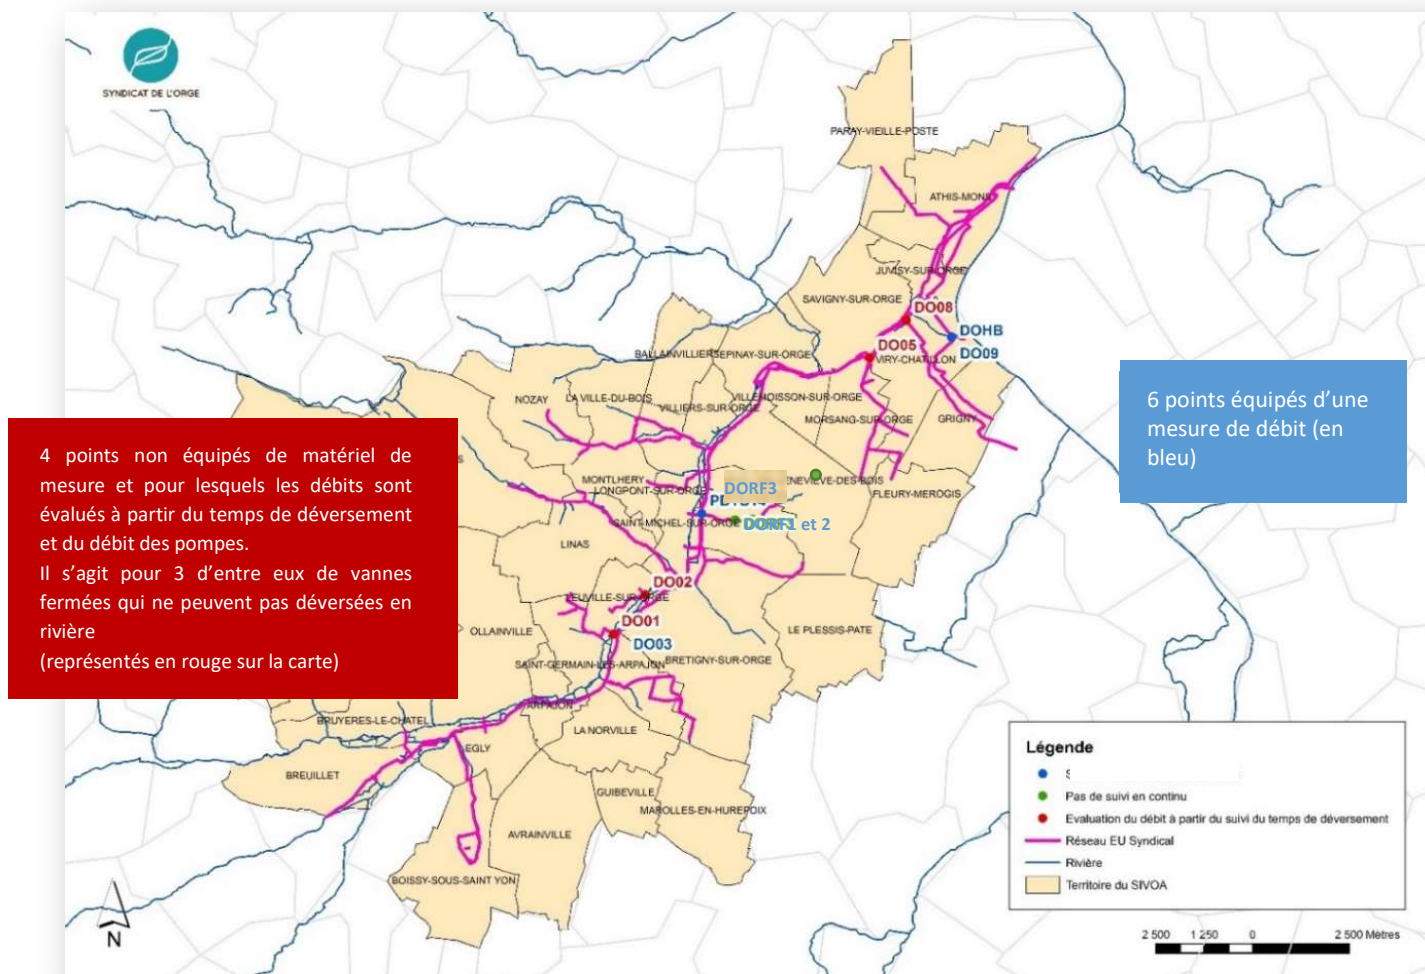 SYNDICAT DE L'ORGE
PARAY-VIEILLE-POSTE
ATHIS-MONS
JUVISY-SUR-ORGE
SAVIGNY-SUR-ORGE
DO08
DOHB
DO05
DO09
VIRY-CHATILLON
BALLAINVILLIERS
EPINAY-SUR-ORGE
NOZAY
LA VILLE-DU-BOIS
VILLIERS-SUR-ORGE
VILLEMOISSON-SUR-ORGE
MORSANG-SUR-ORGE
GRIGNY
6 points équipés d'une
mesure de débit (en
bleu)
4 points non équipés de matériel de
mesure et pour lesquels les débits sont
évalués à partir du temps de déversement
et du débit des pompes.
Il s'agit pour 3 d'entre eux de vannes
fermées qui ne peuvent pas déversées en
rivière
(représentés en rouge sur la carte)
MONTLHERY
LONGPONT-SUR-ORGE
DORF3
ENEVIEVE-DES-BOIS
FLEURY-MEROGIS
SAINT-MICHEL-SUR-ORGE
DORF1 et 2
LINAS
DO02
LEUVILLE-SUR-ORGE
DO01
DO03
OLLAINVILLE
LE PLESSIS-PATE
SAINT-GERMAIN-LES-ARPAJON
BRETIGNY-SUR-ORGE
ARPAJON
BRUYERES-LE-CHATEL
LA NORVILLE
EGLY
BREUILLET
GUIBEVILLE
MAROLLES-EN-HUREPOIX
AVRAINVILLE
BOISSY-SOUS-SAINT YON
Légende
Pas de suivi en continu
Evaluation du débit à partir du suivi du temps de déversement
Réseau EU Syndical
Rivière
Territoire du SIVOA
N
2 500 1 250 0 2 500 Metres